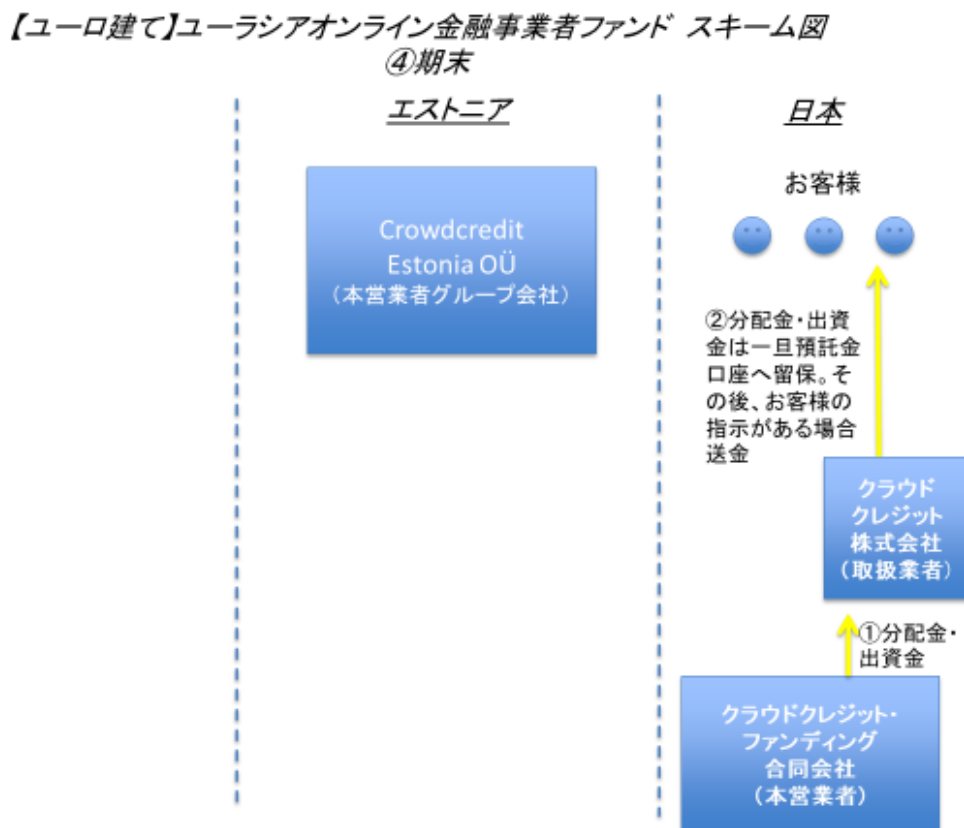 【ユーロ建て】ユーラシアオンライン金融事業者ファンド スキーム図
④期末
エストニア
日本
Crowdcredit
Estonia OÜ
（本営業者グループ会社）
お客様
②分配金・出資
金は一旦預託金
口座へ留保。そ
の後、お客様の
指示がある場合
送金
クラウド
クレジット
株式会社
（取扱業者）
①分配金・
出資金
クラウドクレジット・
ファンディング
合同会社
（本営業者）